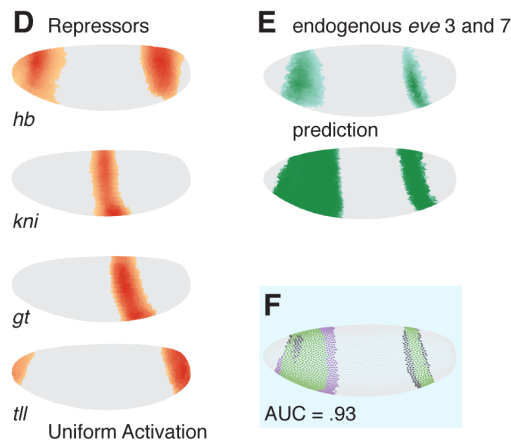 D Repressors
hb
kni
gt
tll
Uniform Activation
E endogenous eve 3 and 7
prediction
F
AUC = .93